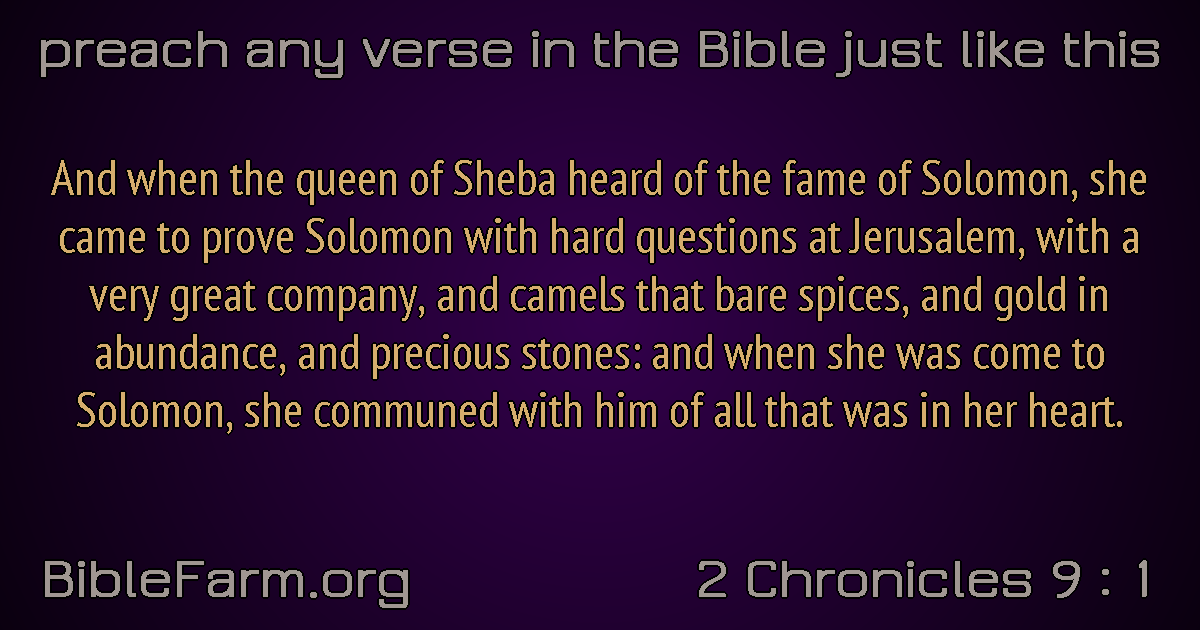 preach any verse in the Bible just like this
And when the queen of Sheba heard of the fame of Solomon, she
came to prove Solomon with hard questions at Jerusalem, with a
very great company, and camels that bare spices, and gold in
abundance, and precious stones: and when she was come to
Solomon, she communed with him of all that was in her heart.
BibleFarm.org
2 Chronicles 9 : 1